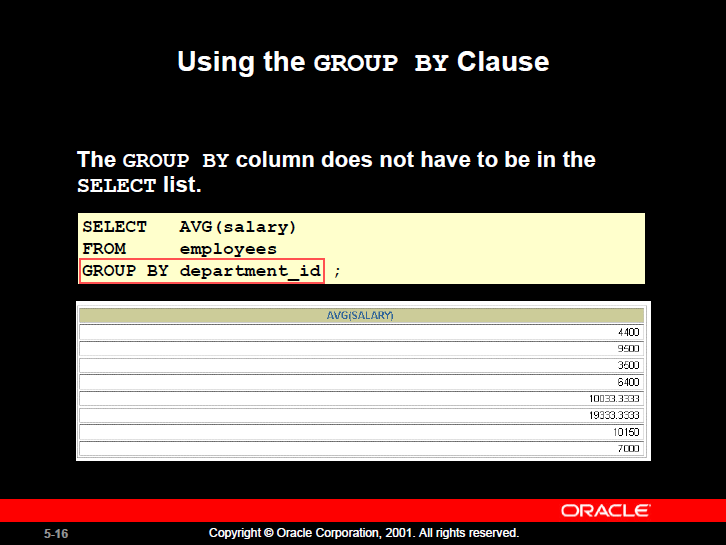 Using the GROUP BY Clause
The GROUP BY column does not have to be in the
SELECT list.
SELECT AVG(salary)
FROM employees
GROUP BY department_id ;
AVG(SALARY)
4400
9500
3500
6400
10033.3333
19333.3333
10150
7000
ORACLE
5-16
Copyright © Oracle Corporation, 2001. All rights reserved.